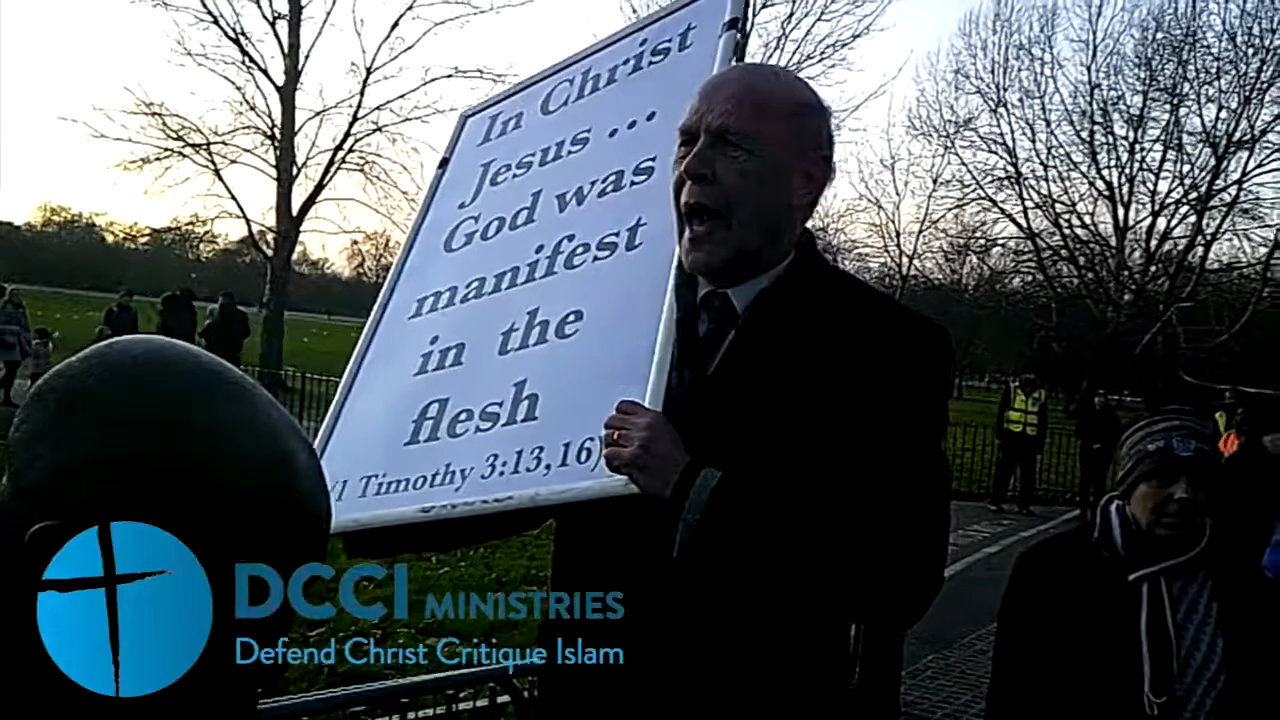 In Christ
Jesus ...
God was
manifest
in the
flesh
(1 Timothy 3:13,16)
DCCI MINISTRIES
Defend Christ Critique Islam